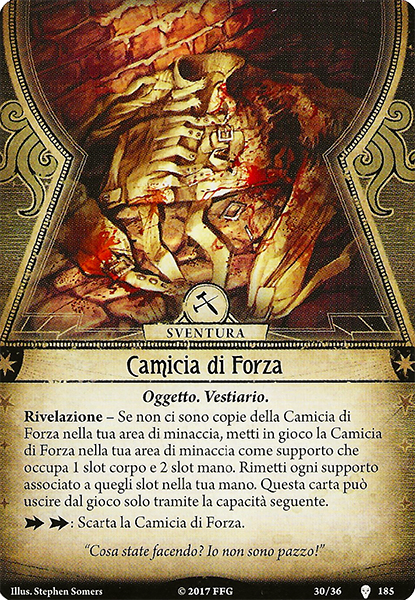 SVENTURA
Camicia di Forza
Oggetto. Vestiario.
Rivelazione – Se non ci sono copie della Camicia di
Forza nella tua area di minaccia, metti in gioco la Camicia
di Forza nella tua area di minaccia come supporto che
occupa 1 slot corpo e 2 slot mano. Rimetti ogni supporto
associato a quegli slot nella tua mano. Questa carta può
uscire dal gioco solo tramite la capacità seguente.
: Scarta la Camicia di Forza.
“Cosa state facendo? Io non sono pazzo!”
Illus. Stephen Somers © 2017 FFG 30/36 185